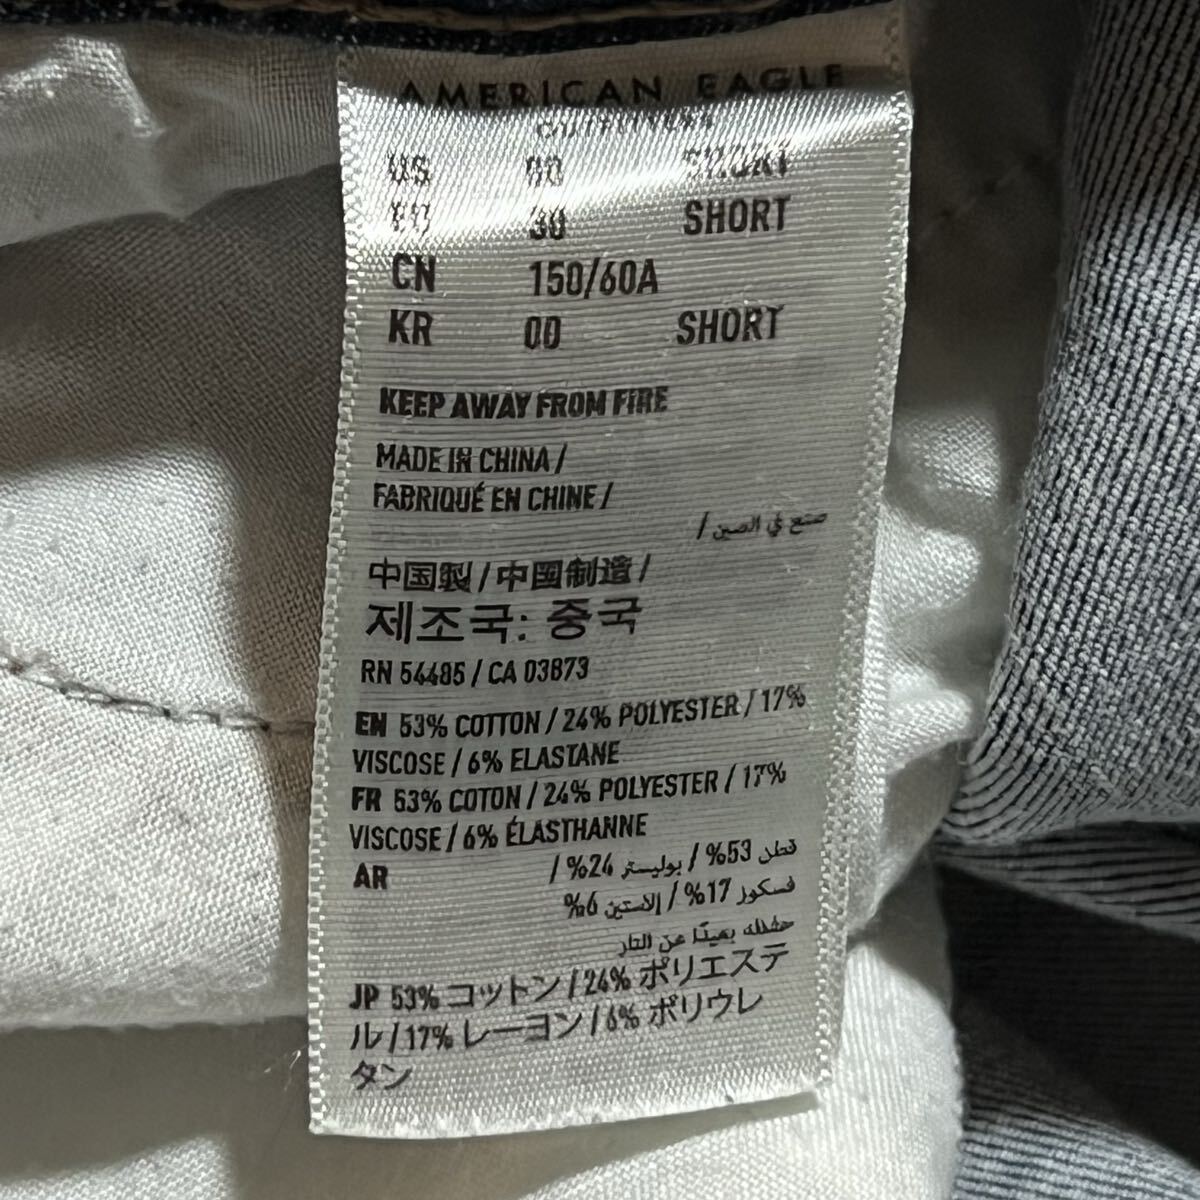 AMERICAN EAGLE
OUTFITTERS
US 00 SHORT
EU 30 SHORT
CN 150/60A
KR 00 SHORT
KEEP AWAY FROM FIRE
MADE IN CHINA /
FABRIQUÉ EN CHINE /
صنع في الصين /
中国製 / 中国制造 /
제조국: 중국
RN 54485 / CA 03873
EN 53% COTTON / 24% POLYESTER / 17%
VISCOSE / 6% ELASTANE
FR 53% COTON / 24% POLYESTER / 17%
VISCOSE / 6% ÉLASTHANNE
AR قطن 53% / بوليستر 24% /
فسكوز 17% / إلاستين 6%
عن النار
JP 53% コットン / 24% ポリエステ
ル / 17% レーヨン / 6% ポリウレ
タン